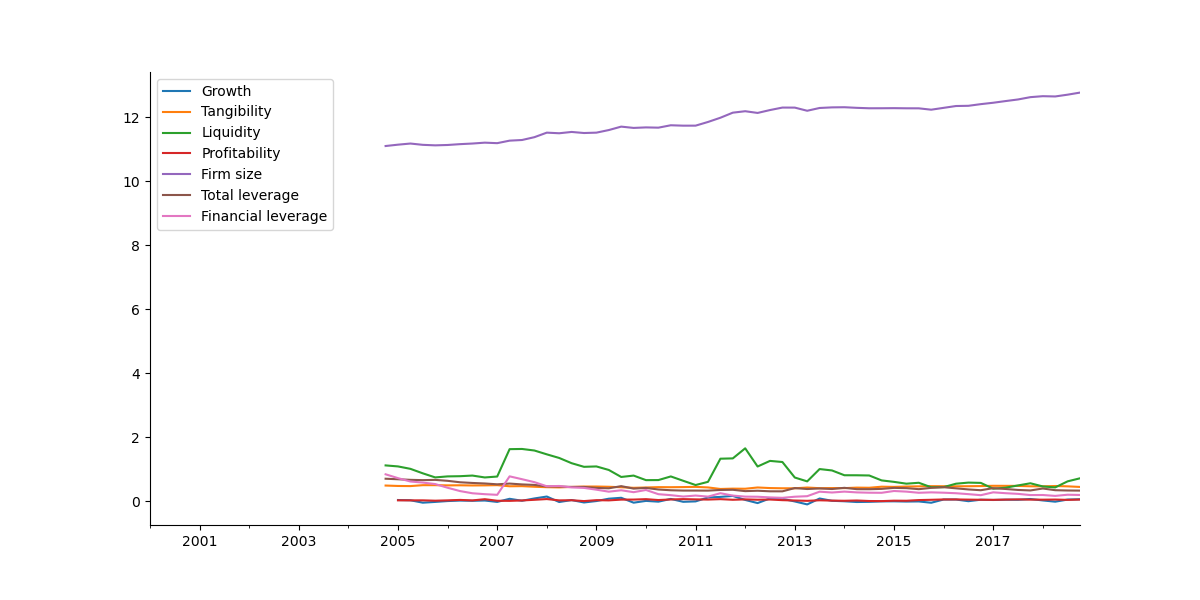 Growth
Tangibility
Liquidity
Profitability
Firm size
Total leverage
Financial leverage
12
10
8
6
4
2
0
2001 2003 2005 2007 2009 2011 2013 2015 2017